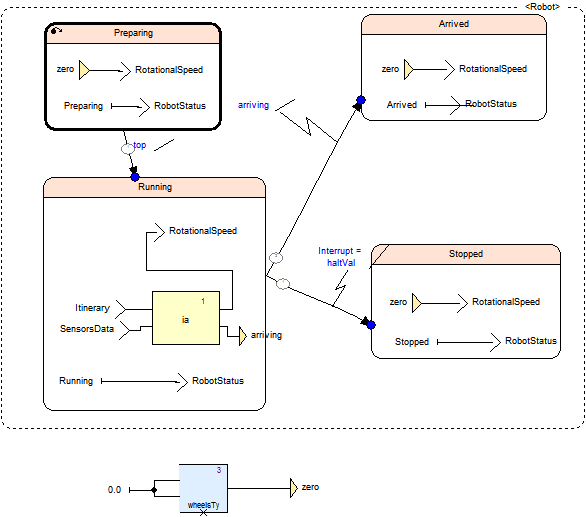 <Robot>
Preparing
zero
RotationalSpeed
Preparing
RobotStatus
Arrived
zero
RotationalSpeed
Arrived
RobotStatus
arriving
top
Running
RotationalSpeed
Itinerary
SensorsData
1
ia
arriving
Running
RobotStatus
Interrupt =
haltVal
Stopped
zero
RotationalSpeed
Stopped
RobotStatus
0.0
3
wheelsTy
zero